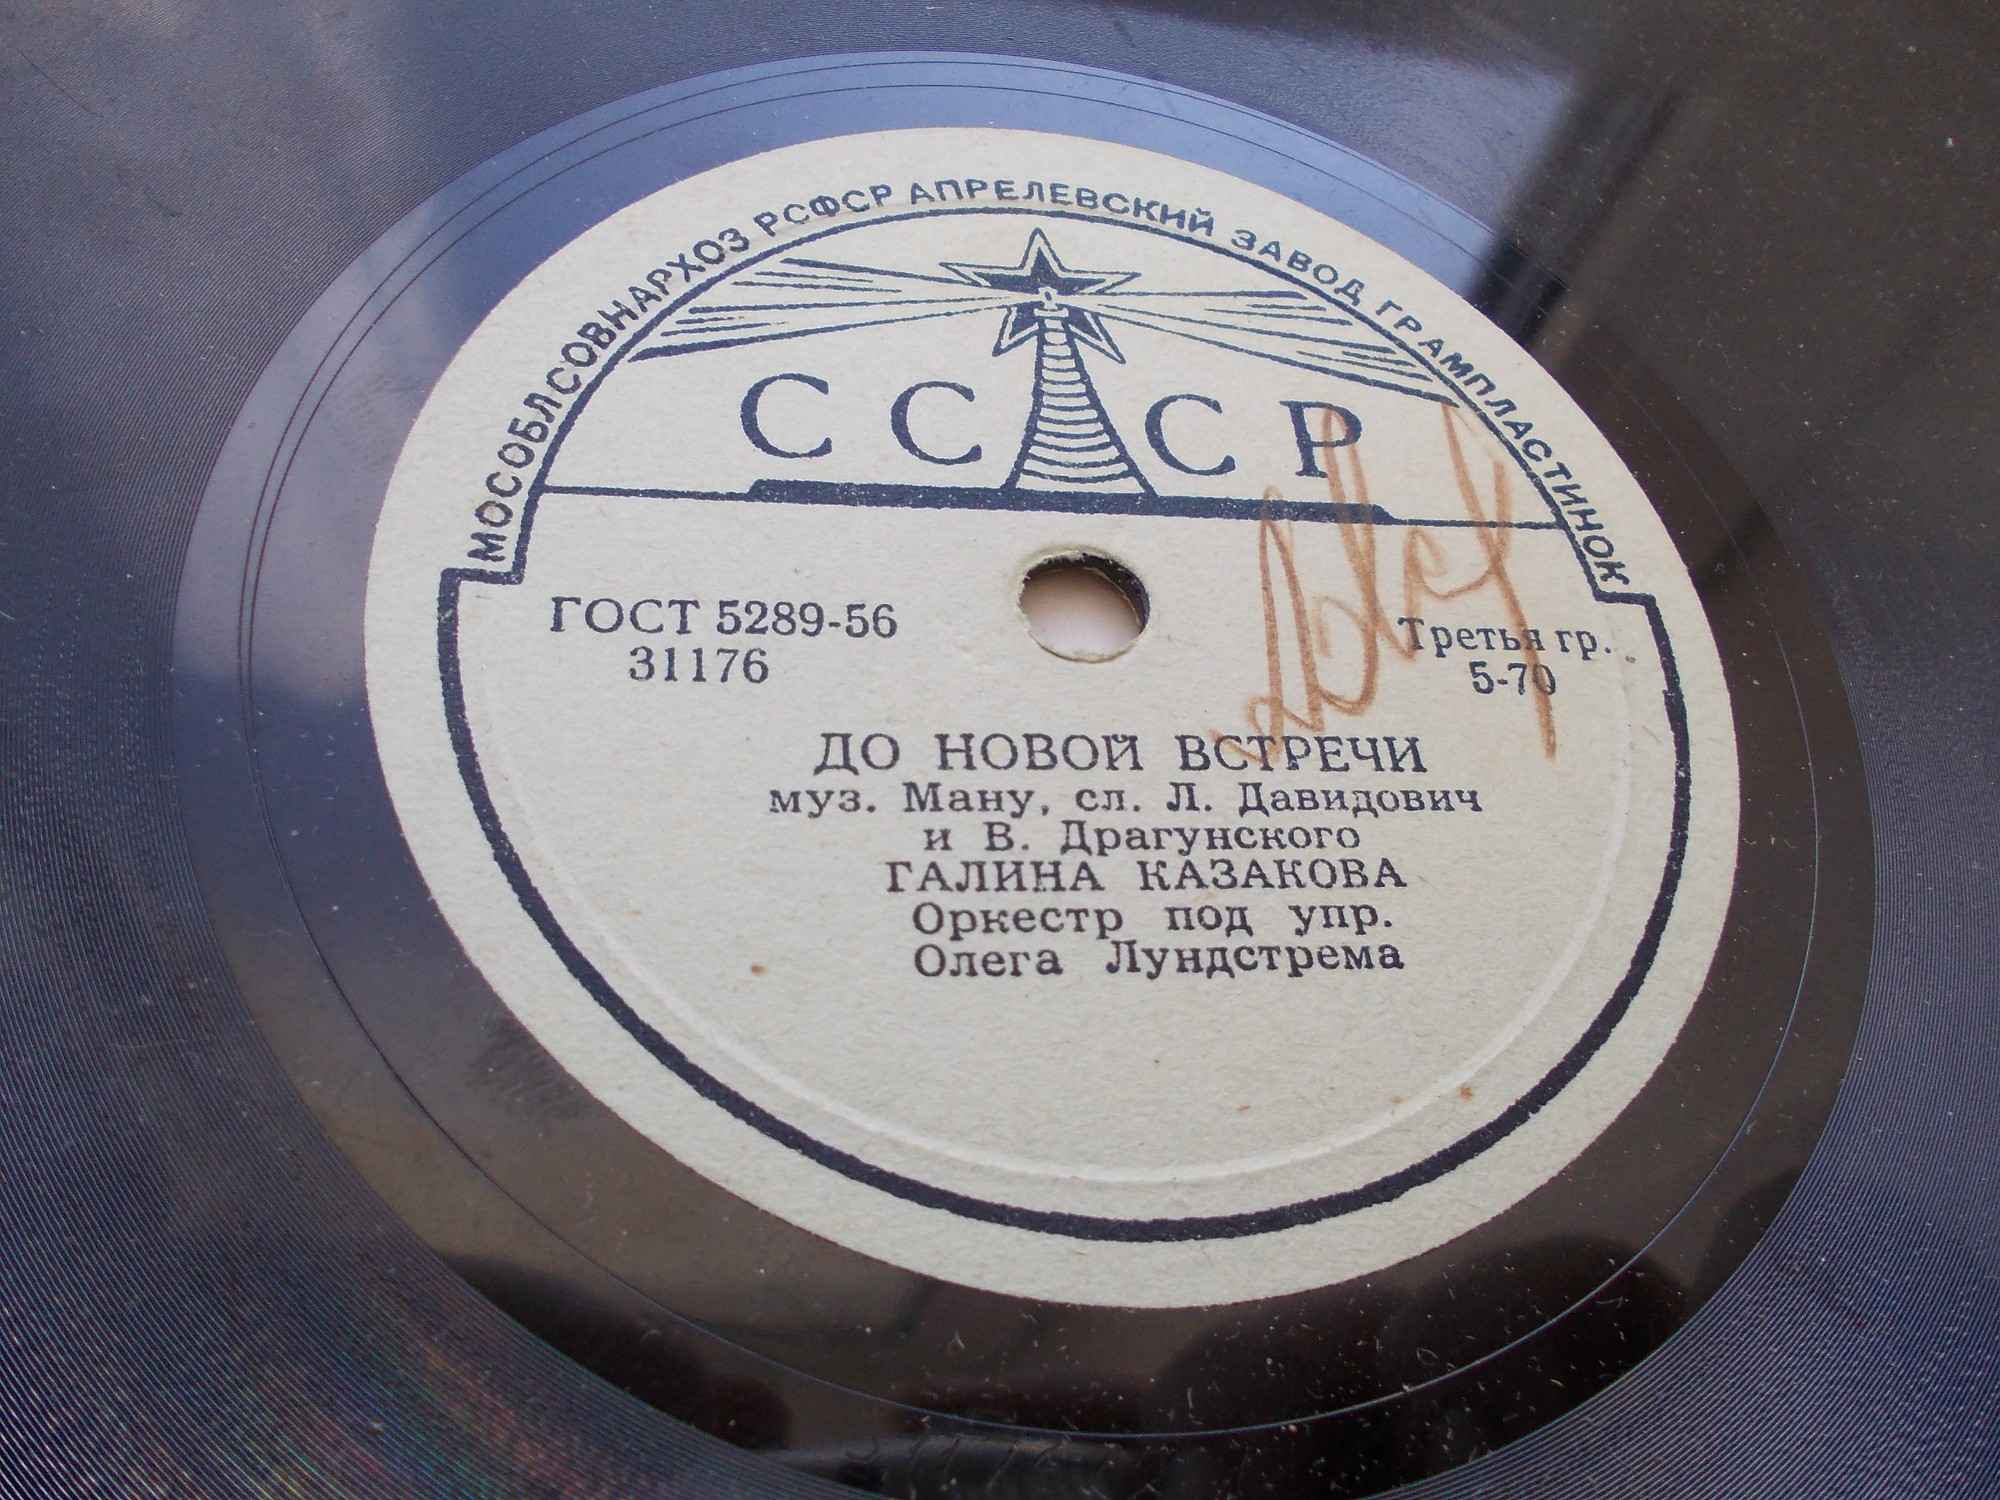 МОСОБЛСОВНАРХОЗ РСФСР АПРЕЛЕВСКИЙ ЗАВОД ГРАМПЛАСТИНОК
СССР
ГОСТ 5289-56
31176
Третья гр.
5-70
ДО НОВОЙ ВСТРЕЧИ
муз. Ману, сл. Л. Давидович
и В. Драгунского
ГАЛИНА КАЗАКОВА
Оркестр под упр.
Олега Лундстрема